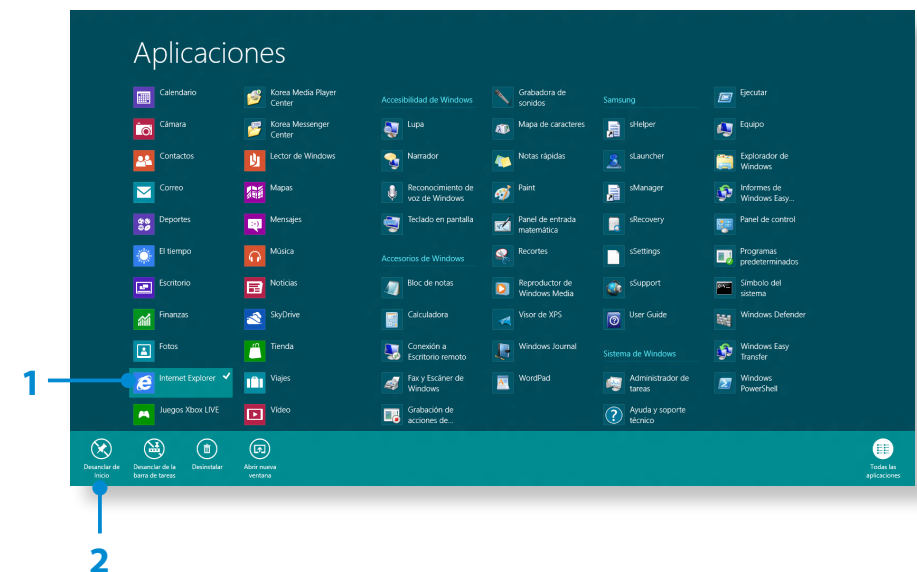 Aplicaciones
Calendario
Cámara
Contactos
Correo
Deportes
El tiempo
Escritorio
Finanzas
Fotos
Internet Explorer
Juegos Xbox LIVE
Korea Media Player
Center
Korea Messenger
Center
Lector de Windows
Mapas
Mensajes
Música
Noticias
SkyDrive
Tienda
Viajes
Vídeo
Accesibilidad de Windows
Lupa
Narrador
Reconocimiento de
voz de Windows
Teclado en pantalla
Accesorios de Windows
Bloc de notas
Calculadora
Conexión a
Escritorio remoto
Fax y Escáner de
Windows
Grabación de
acciones de...
Grabadora de
sonidos
Mapa de caracteres
Notas rápidas
Paint
Panel de entrada
matemática
Recortes
Reproductor de
Windows Media
Visor de XPS
Windows Journal
WordPad
Samsung
sHelper
sLauncher
sManager
sRecovery
sSettings
sSupport
User Guide
Sistema de Windows
Administrador de
tareas
Ayuda y soporte
técnico
Ejecutar
Equipo
Explorador de
Windows
Informes de
Windows Easy...
Panel de control
Programas
predeterminados
Símbolo del
sistema
Windows Defender
Windows Easy
Transfer
Windows
PowerShell
1
Desanclar de
Inicio
Desanclar de la
barra de tareas
Desinstalar
Abrir nueva
ventana
Todas las
aplicaciones
2